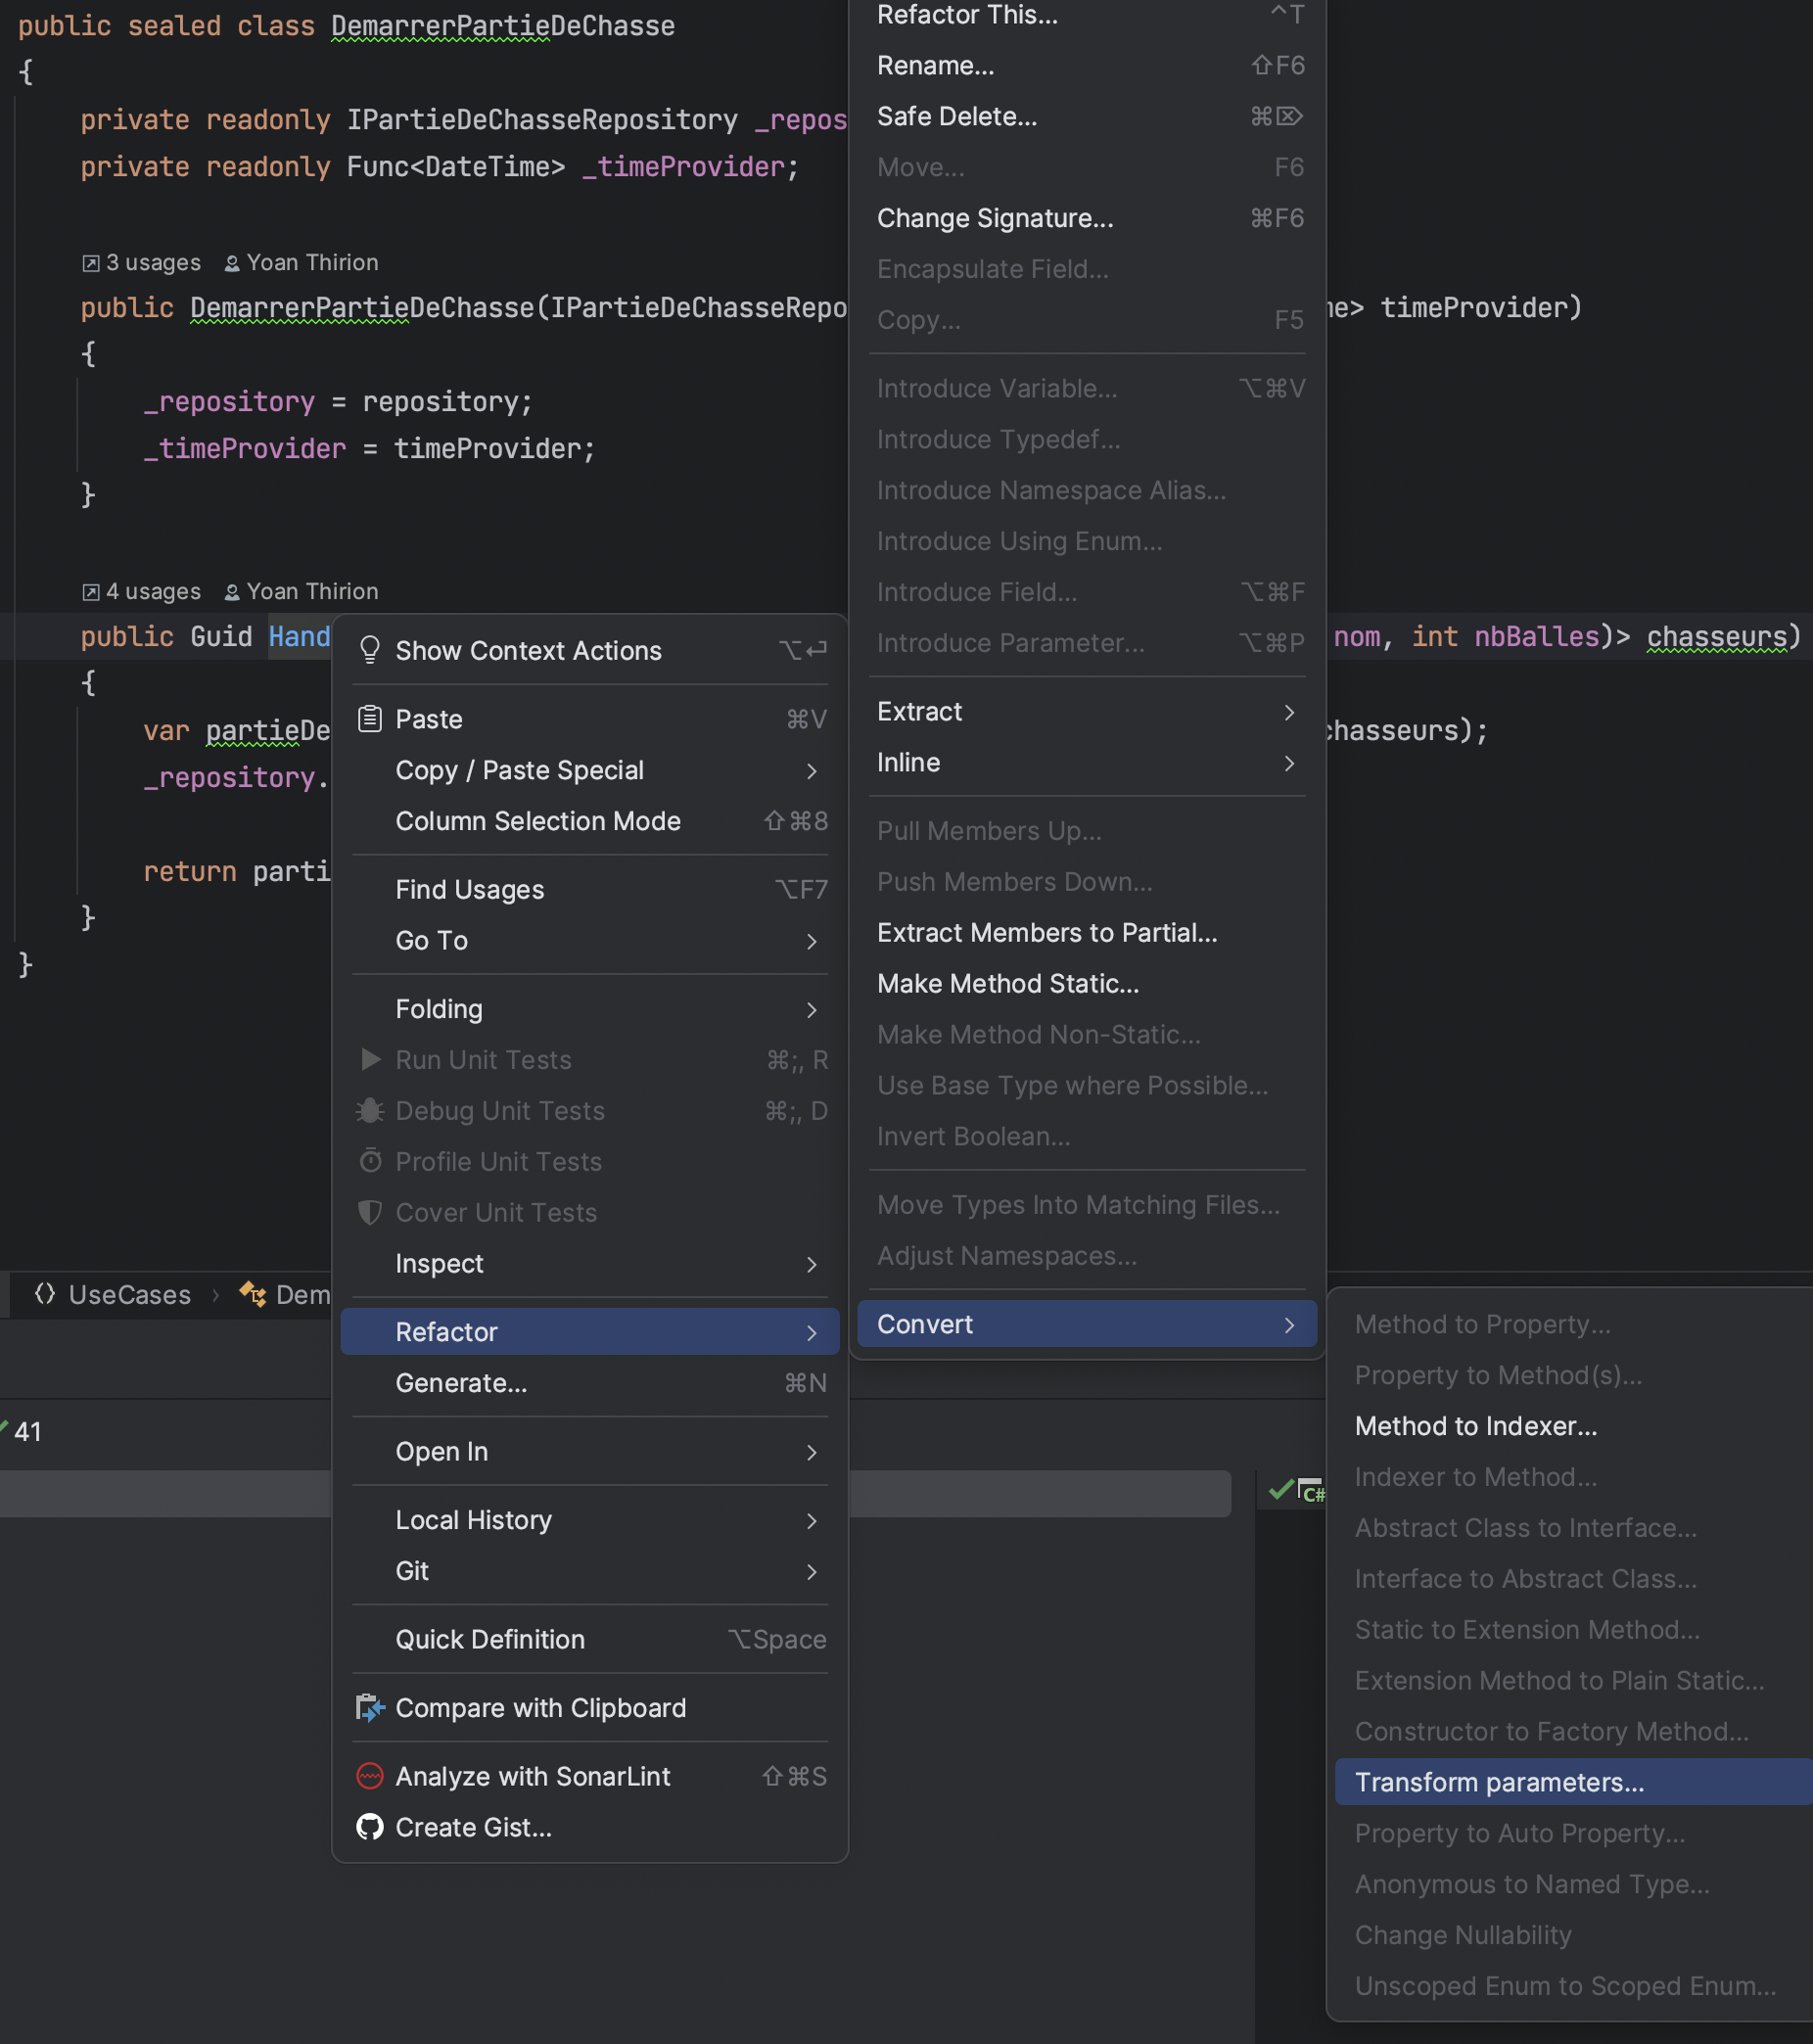 public sealed class DemarrerPartieDeChasse
{
private readonly IPartieDeChasseRepository _repos
private readonly Func<DateTime> _timeProvider;
3 usages Yoan Thirion
public DemarrerPartieDeChasse(IPartieDeChasseRepo
> timeProvider)
{
_repository = repository;
_timeProvider = timeProvider;
}
4 usages Yoan Thirion
public Guid Hand
nom, int nbBalles)> chasseurs)
{
var partieDe
chasseurs);
_repository.
return parti
}
}
UseCases › Dem
41
Show Context Actions ⌥⏎
Paste ⌘V
Copy / Paste Special >
Column Selection Mode ⇧⌘8
Find Usages ⌥F7
Go To >
Folding >
Run Unit Tests ⌘;, R
Debug Unit Tests ⌘;, D
Profile Unit Tests
Cover Unit Tests
Inspect >
Refactor >
Generate... ⌘N
Open In >
Local History >
Git >
Quick Definition ⌥Space
Compare with Clipboard
Analyze with SonarLint ⇧⌘S
Create Gist...
Refactor This... ^T
Rename... ⇧F6
Safe Delete... ⌘⌦
Move... F6
Change Signature... ⌘F6
Encapsulate Field...
Copy... F5
Introduce Variable... ⌥⌘V
Introduce Typedef...
Introduce Namespace Alias...
Introduce Using Enum...
Introduce Field... ⌥⌘F
Introduce Parameter... ⌥⌘P
Extract >
Inline >
Pull Members Up...
Push Members Down...
Extract Members to Partial...
Make Method Static...
Make Method Non-Static...
Use Base Type where Possible...
Invert Boolean...
Move Types Into Matching Files...
Adjust Namespaces...
Convert >
C#
Method to Property...
Property to Method(s)...
Method to Indexer...
Indexer to Method...
Abstract Class to Interface...
Interface to Abstract Class...
Static to Extension Method...
Extension Method to Plain Static...
Constructor to Factory Method...
Transform parameters...
Property to Auto Property...
Anonymous to Named Type...
Change Nullability
Unscoped Enum to Scoped Enum...